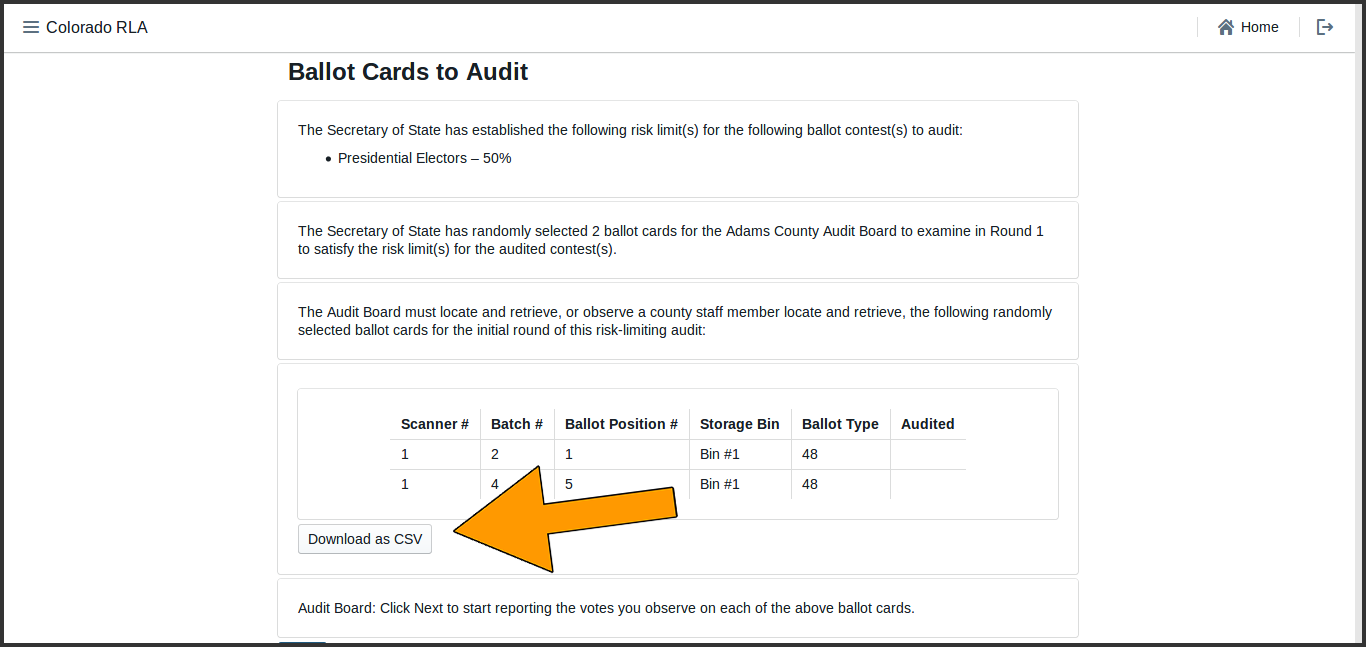 Colorado RLA
Home
Ballot Cards to Audit
The Secretary of State has established the following risk limit(s) for the following ballot contest(s) to audit:
• Presidential Electors – 50%
The Secretary of State has randomly selected 2 ballot cards for the Adams County Audit Board to examine in Round 1
to satisfy the risk limit(s) for the audited contest(s).
The Audit Board must locate and retrieve, or observe a county staff member locate and retrieve, the following randomly
selected ballot cards for the initial round of this risk-limiting audit:
Scanner # Batch # Ballot Position # Storage Bin Ballot Type Audited
1 2 1 Bin #1 48
1 4 5 Bin #1 48
Download as CSV
Audit Board: Click Next to start reporting the votes you observe on each of the above ballot cards.